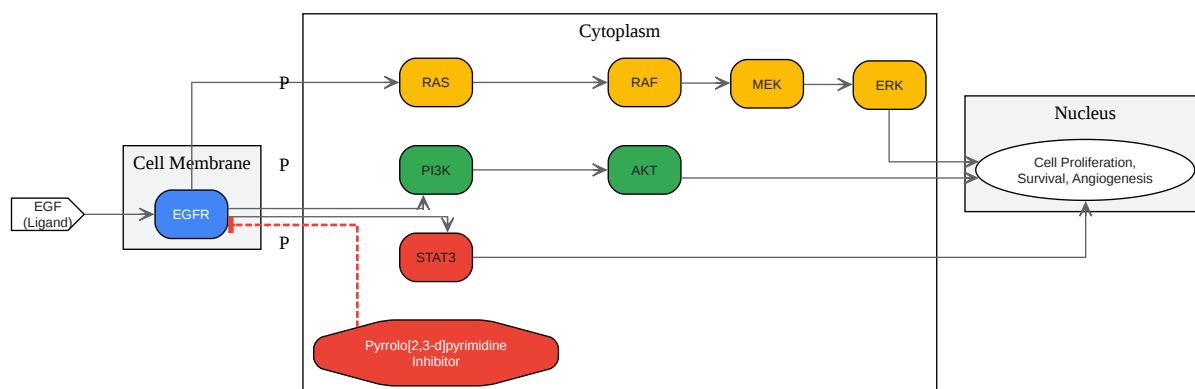 Cytoplasm
P
RAS
RAF
MEK
ERK
Nucleus
Cell Membrane
P
PI3K
AKT
Cell Proliferation,
Survival, Angiogenesis
EGF
(Ligand)
EGFR
P
STAT3
Pyrrolo[2,3-d]pyrimidine
Inhibitor